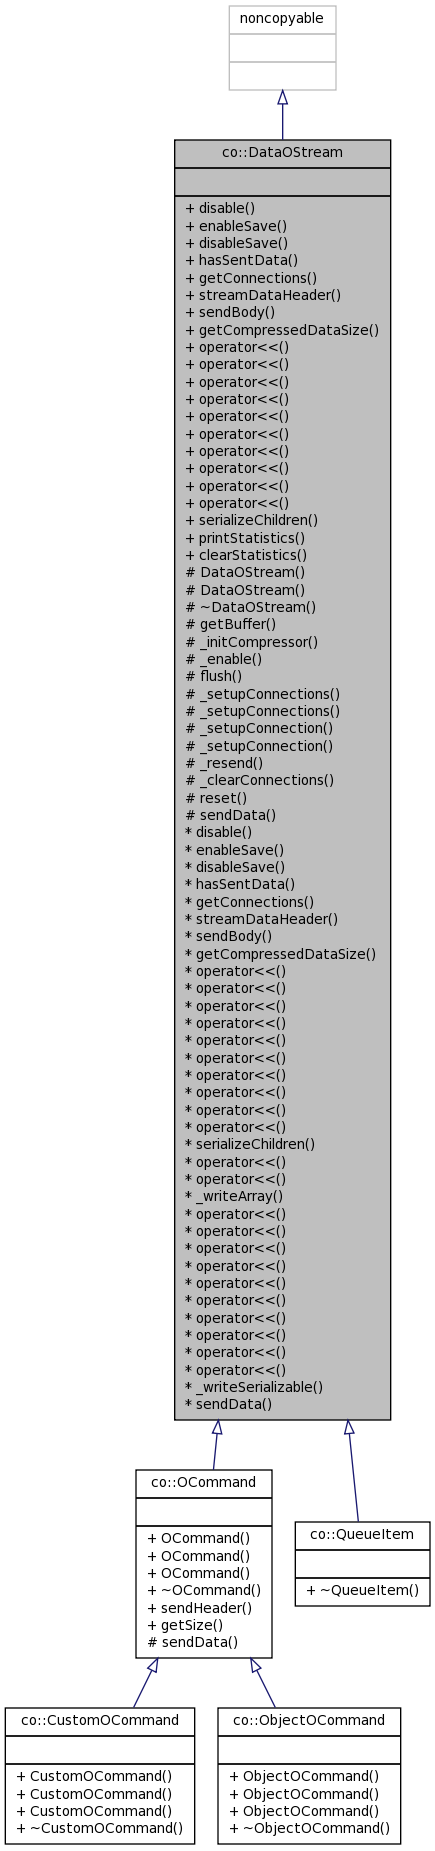 noncopyable
co::DataOStream
+ disable()
+ enableSave()
+ disableSave()
+ hasSentData()
+ getConnections()
+ streamDataHeader()
+ sendBody()
+ getCompressedDataSize()
+ operator<<()
+ operator<<()
+ operator<<()
+ operator<<()
+ operator<<()
+ operator<<()
+ operator<<()
+ operator<<()
+ operator<<()
+ operator<<()
+ serializeChildren()
+ printStatistics()
+ clearStatistics()
# DataOStream()
# DataOStream()
# ~DataOStream()
# getBuffer()
# _initCompressor()
# _enable()
# flush()
# _setupConnections()
# _setupConnections()
# _setupConnection()
# _setupConnection()
# _resend()
# _clearConnections()
# reset()
# sendData()
* disable()
* enableSave()
* disableSave()
* hasSentData()
* getConnections()
* streamDataHeader()
* sendBody()
* getCompressedDataSize()
* operator<<()
* operator<<()
* operator<<()
* operator<<()
* operator<<()
* operator<<()
* operator<<()
* operator<<()
* operator<<()
* operator<<()
* serializeChildren()
* operator<<()
* operator<<()
* _writeArray()
* operator<<()
* operator<<()
* operator<<()
* operator<<()
* operator<<()
* operator<<()
* operator<<()
* operator<<()
* operator<<()
* operator<<()
* _writeSerializable()
* sendData()
co::OCommand
+ OCommand()
+ OCommand()
+ OCommand()
+ ~OCommand()
+ sendHeader()
+ getSize()
# sendData()
co::QueueItem
+ ~QueueItem()
co::CustomOCommand
+ CustomOCommand()
+ CustomOCommand()
+ CustomOCommand()
+ ~CustomOCommand()
co::ObjectOCommand
+ ObjectOCommand()
+ ObjectOCommand()
+ ObjectOCommand()
+ ~ObjectOCommand()